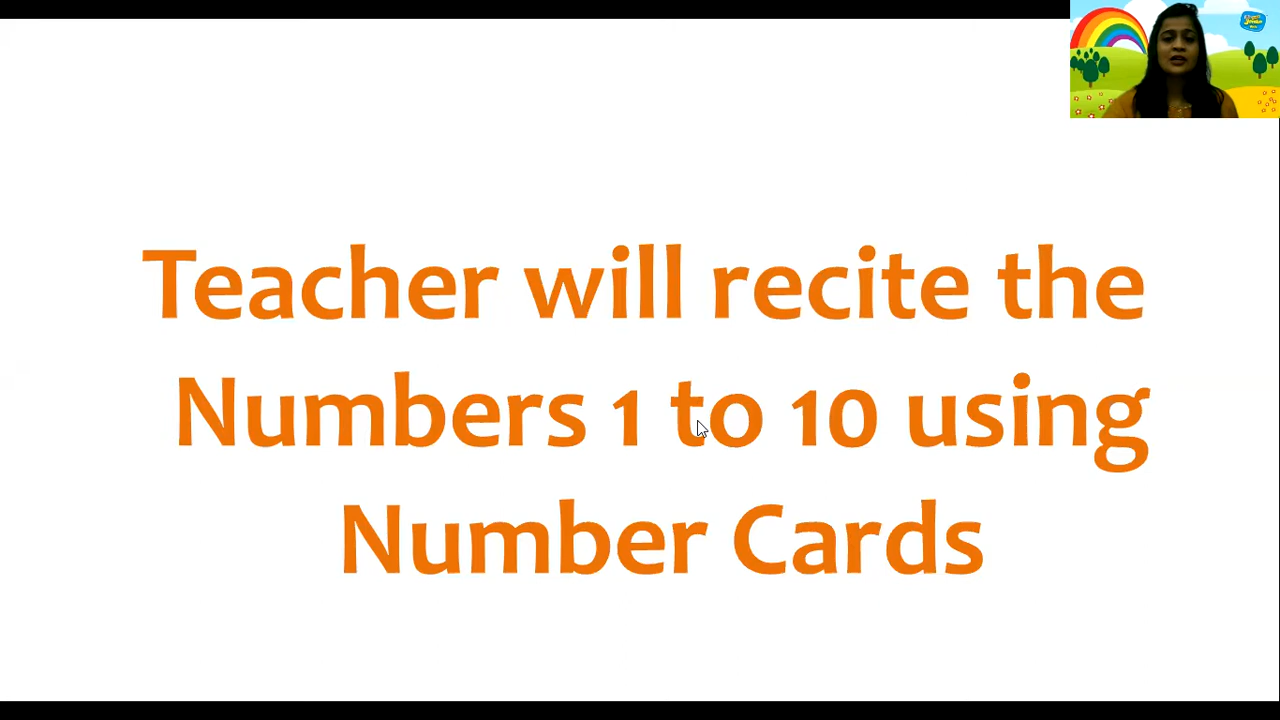 Teacher will recite the
Numbers 1 to 10 using
Number Cards